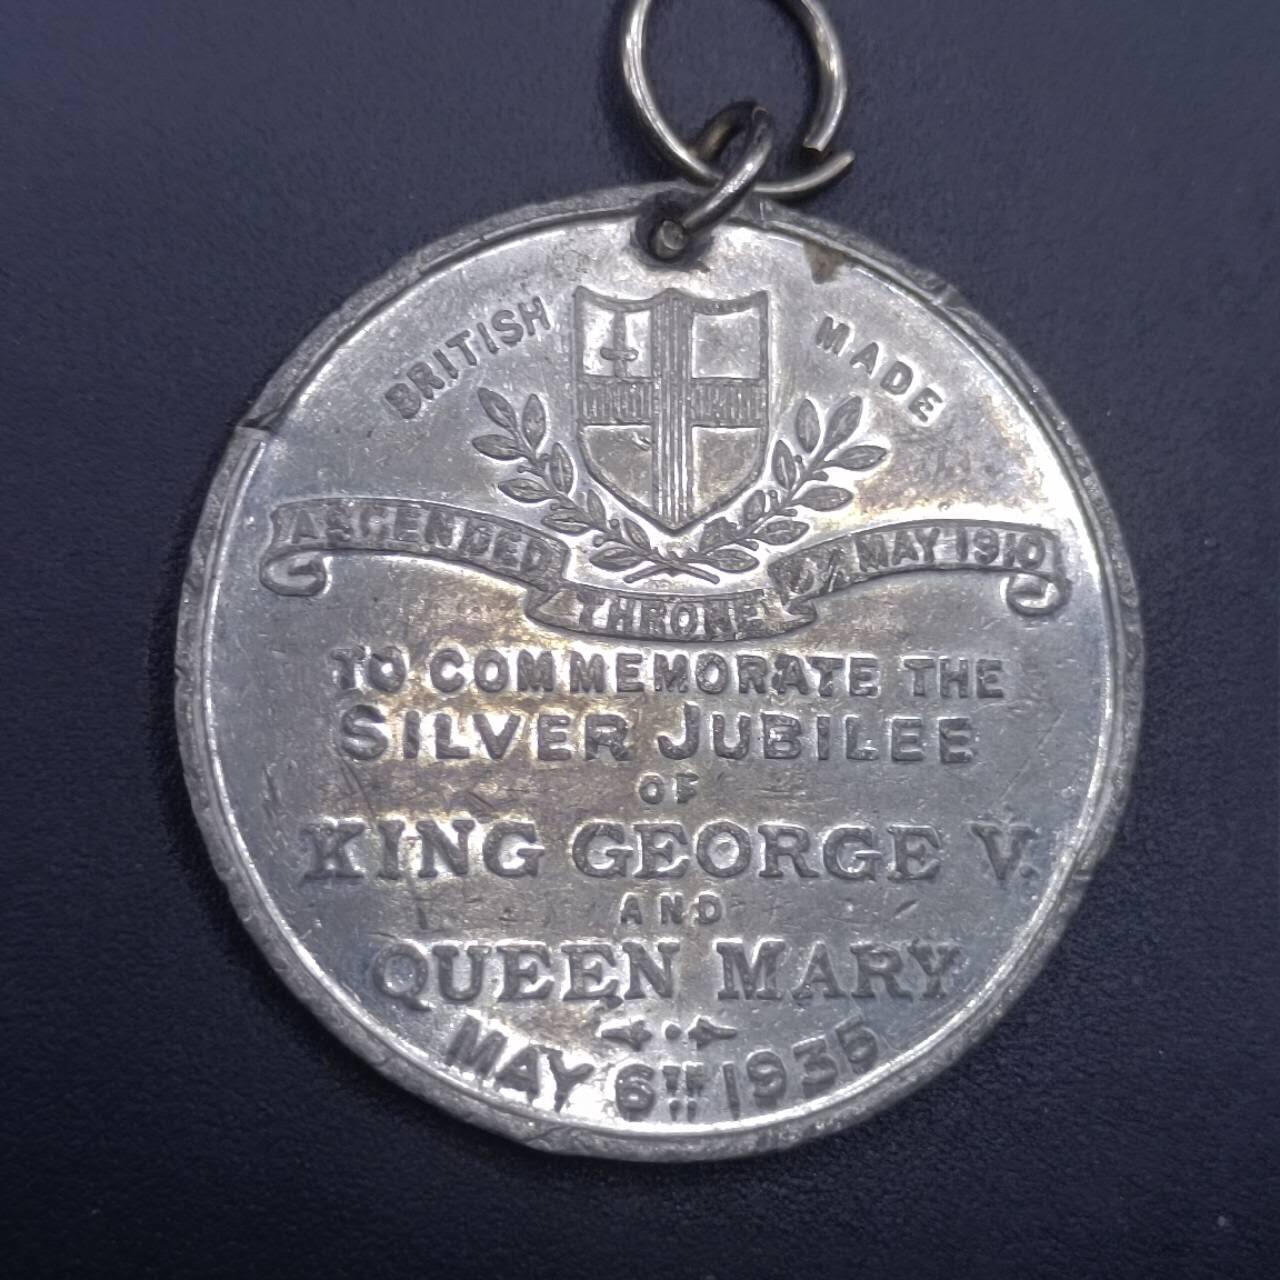 BRITISH MADE
ASCENDED THRONE 6TH MAY 1910
TO COMMEMORATE THE
SILVER JUBILEE
OF
KING GEORGE V.
AND
QUEEN MARY
MAY 6TH 1935